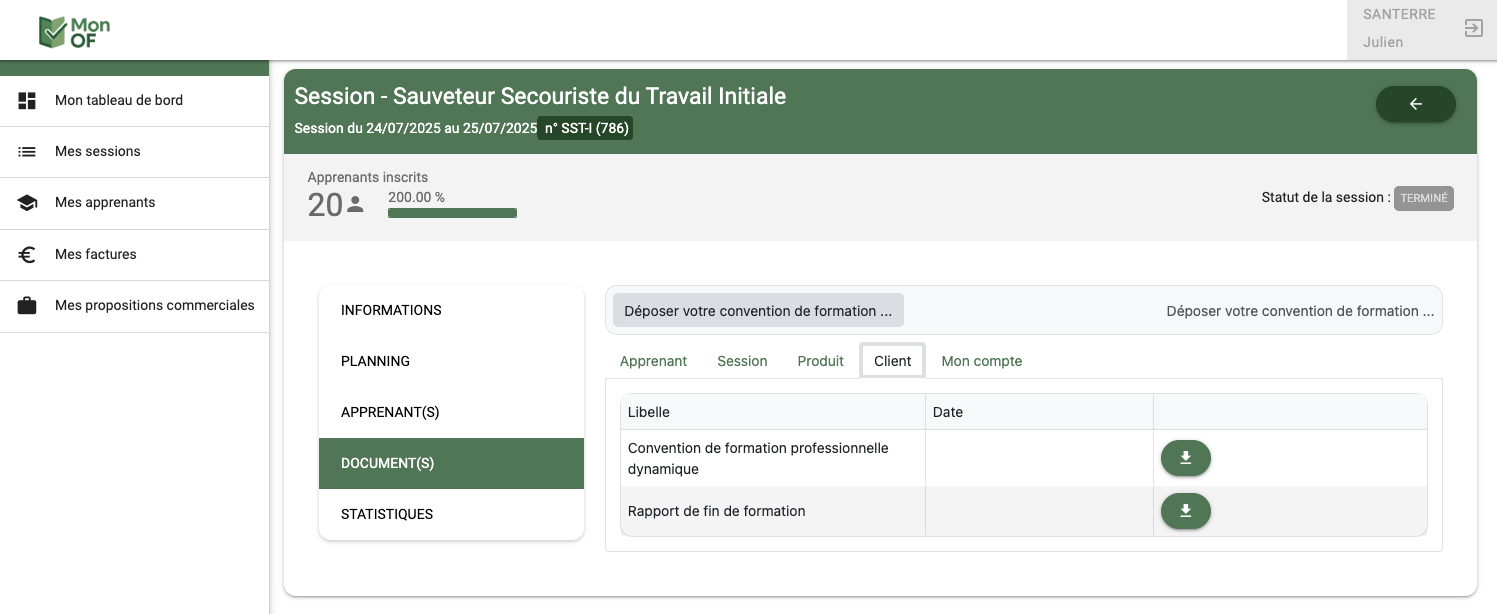 Mon
OF
SANTERRE
Julien
Mon tableau de bord
Mes sessions
Mes apprenants
Mes factures
Mes propositions commerciales
Session - Sauveteur Secouriste du Travail Initiale
Session du 24/07/2025 au 25/07/2025 n° SST-I (786)
Apprenants inscrits
20 200.00 %
Statut de la session : TERMINÉ
INFORMATIONS
PLANNING
APPRENANT(S)
DOCUMENT(S)
STATISTIQUES
Déposer votre convention de formation ... Déposer votre convention de formation ...
Apprenant Session Produit Client Mon compte
Libelle Date
Convention de formation professionnelle
dynamique
Rapport de fin de formation